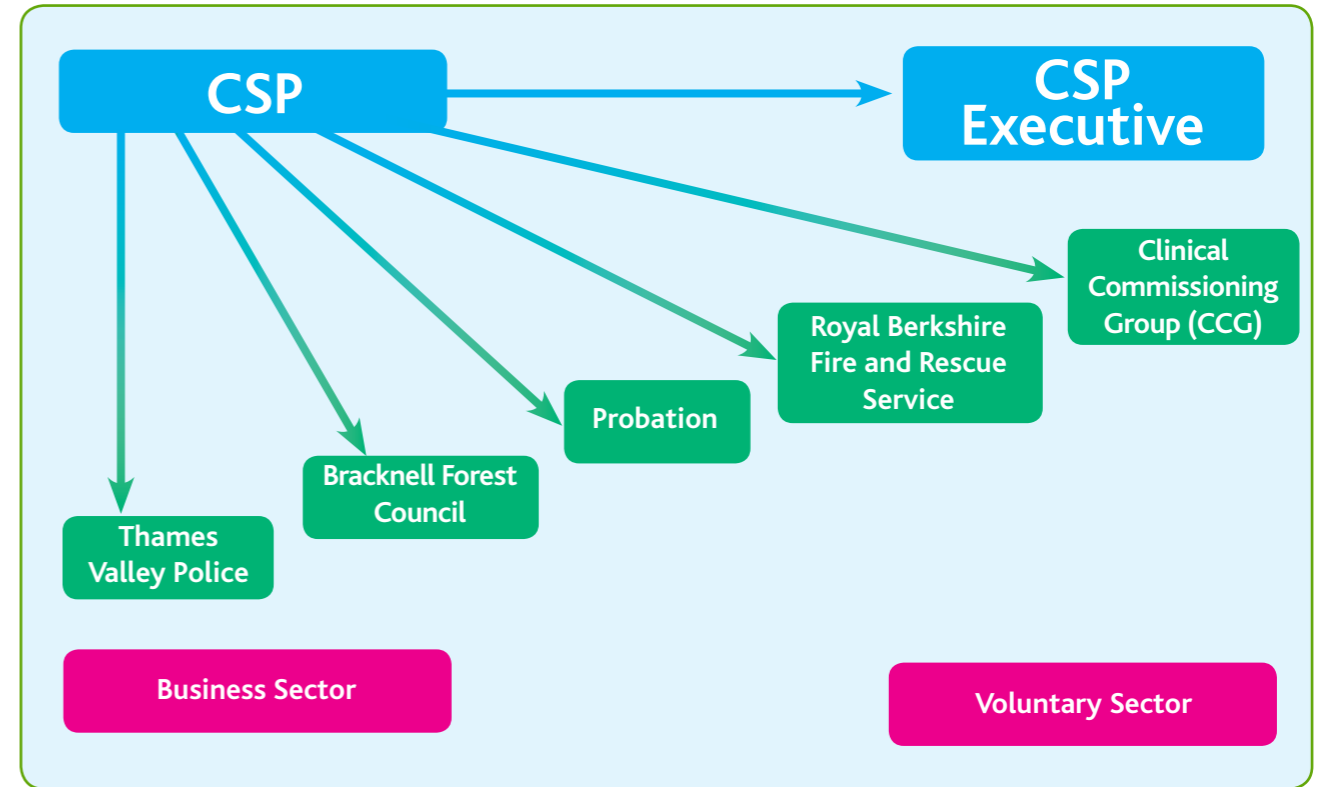 CSP
CSP
Executive
Clinical
Commissioning
Group (CCG)
Royal Berkshire
Fire and Rescue
Service
Probation
Bracknell Forest
Council
Thames
Valley Police
Business Sector
Voluntary Sector